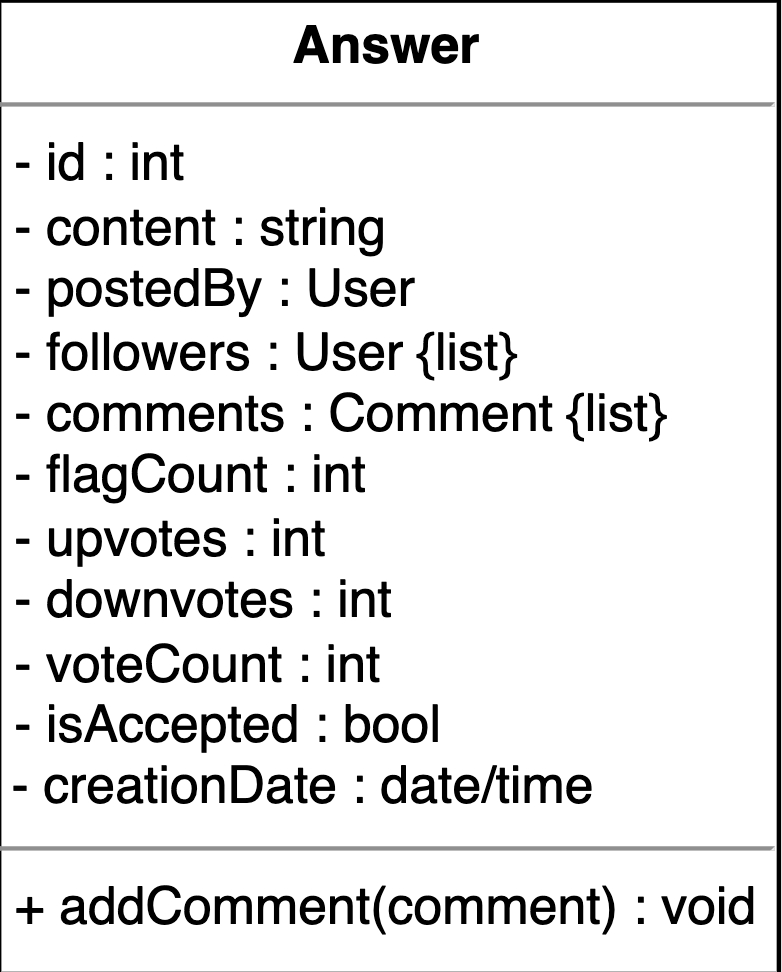 Answer
- id : int
- content : string
- postedBy : User
- followers : User {list}
- comments : Comment {list}
- flagCount : int
- upvotes : int
- downvotes : int
- voteCount : int
- isAccepted : bool
- creationDate : date/time
+ addComment(comment) : void